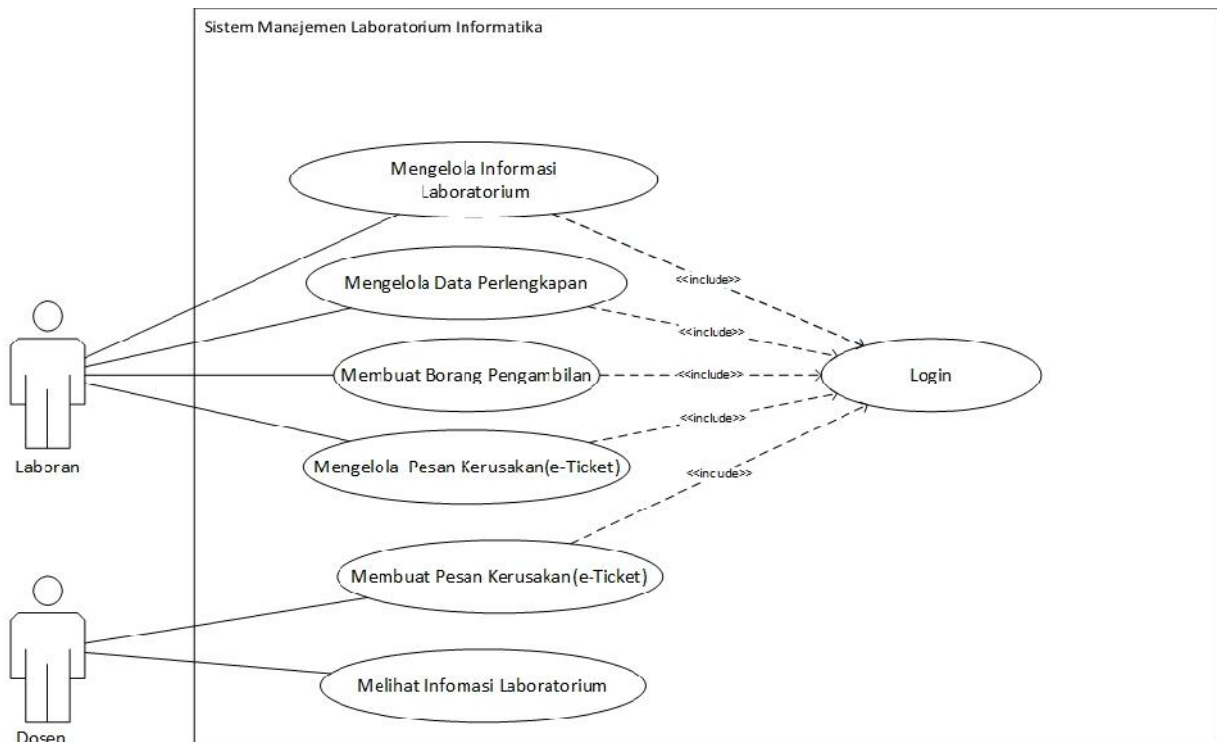 Sistem Manajemen Laboratorium Informatika
Mengelola Informasi
Laboratorium
<<include>>
Mengelola Data Perlengkapan
<<include>>
Membuat Borang Pengambilan
<<include>>
Login
<<include>>
Mengelola Pesan Kerusakan(e-Ticket)
Laboran
<<include>>
Membuat Pesan Kerusakan(e-Ticket)
Melihat Infomasi Laboratorium
Dosen